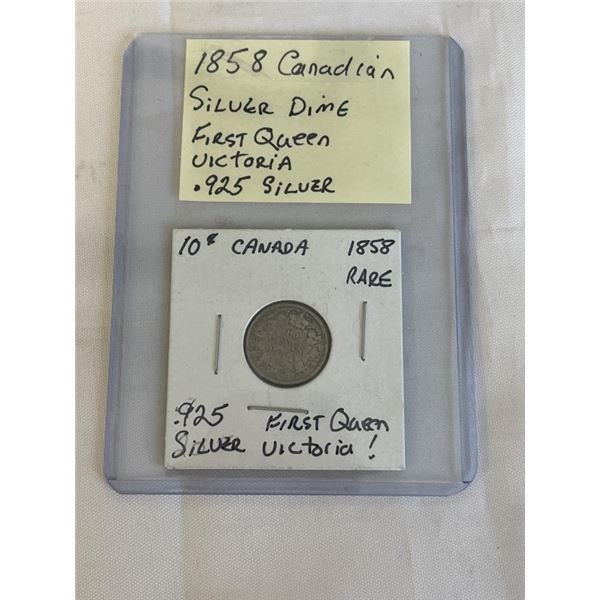 1858 Canadian
SILVER DIME
FIRST Queen
VICTORIA
.925 SILVER
10¢ CANADA 1858
RARE
.925 FIRST Queen
SILVER VICTORIA !